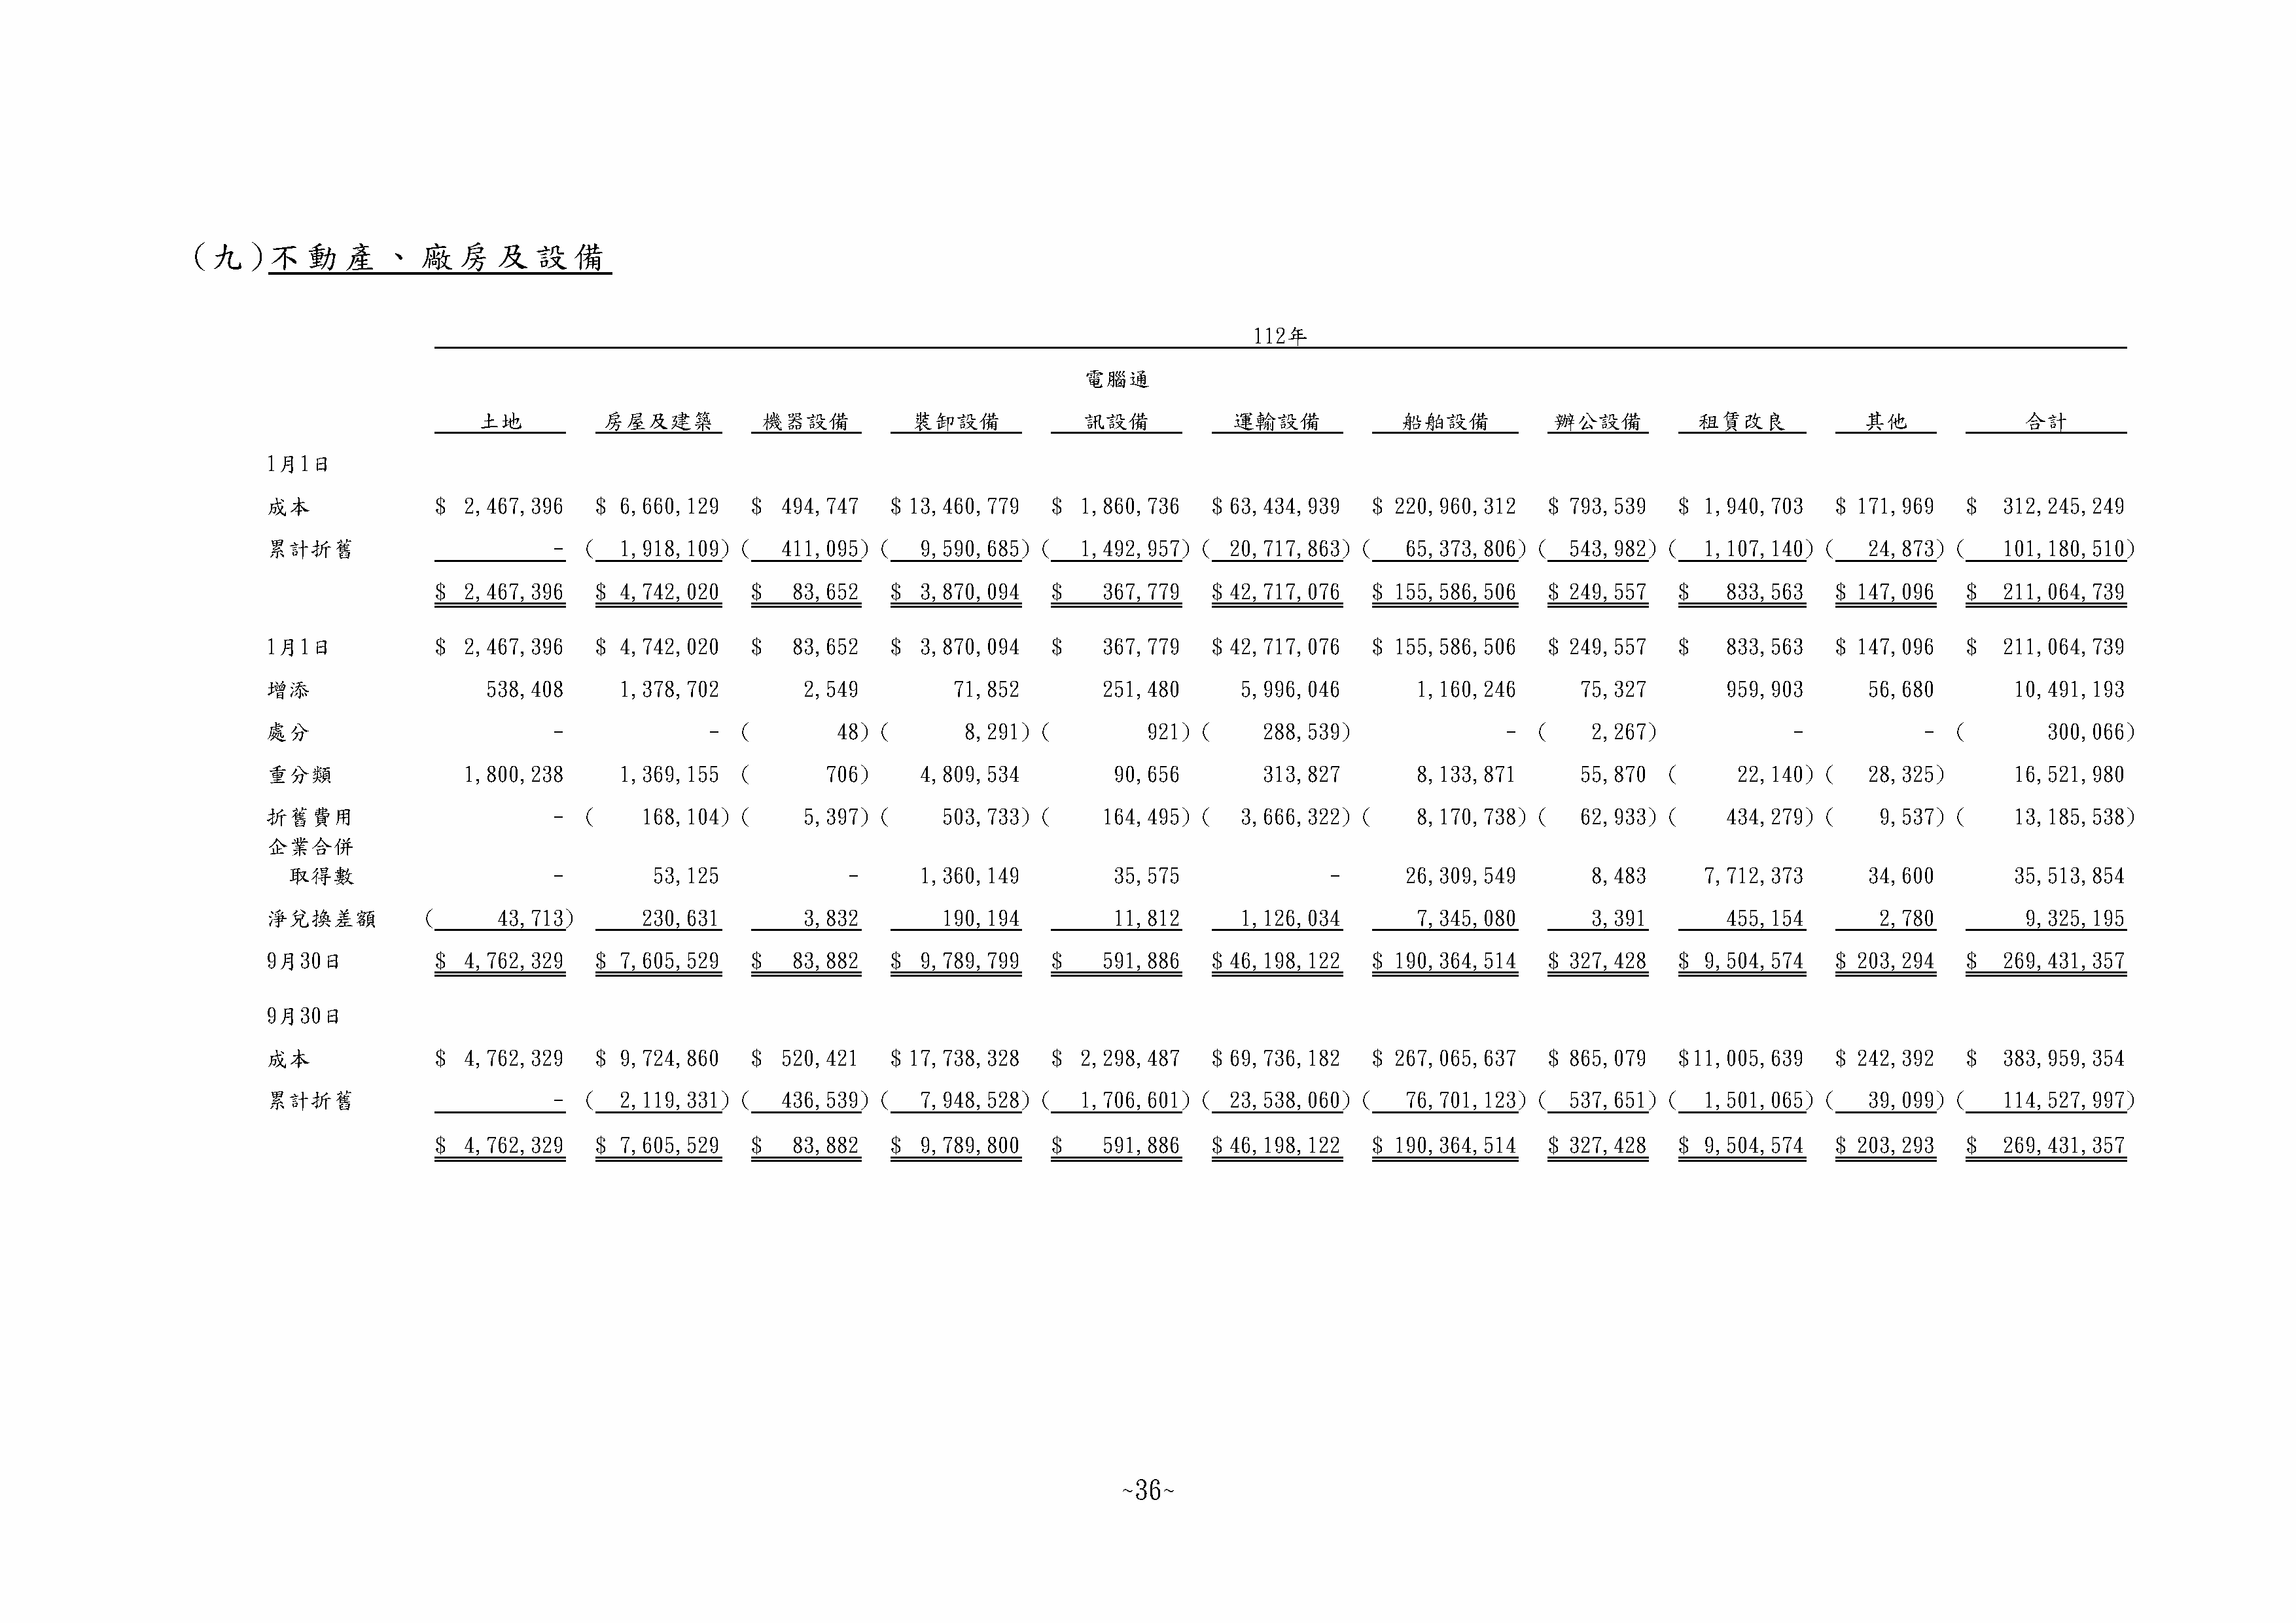 (九)不動產、廠房及設備
112年
電腦通
土地 房屋及建築 機器設備 裝卸設備 訊設備 運輸設備 船舶設備 辦公設備 租賃改良 其他 合計
1月1日
成本 $ 2,467,396 $ 6,660,129 $ 494,747 $ 13,460,779 $ 1,860,736 $ 63,434,939 $ 220,960,312 $ 793,539 $ 1,940,703 $ 171,969 $ 312,245,249
累計折舊 - ( 1,918,109) ( 411,095) ( 9,590,685) ( 1,492,957) ( 20,717,863) ( 65,373,806) ( 543,982) ( 1,107,140) ( 24,873) ( 101,180,510)
$ 2,467,396 $ 4,742,020 $ 83,652 $ 3,870,094 $ 367,779 $ 42,717,076 $ 155,586,506 $ 249,557 $ 833,563 $ 147,096 $ 211,064,739
1月1日 $ 2,467,396 $ 4,742,020 $ 83,652 $ 3,870,094 $ 367,779 $ 42,717,076 $ 155,586,506 $ 249,557 $ 833,563 $ 147,096 $ 211,064,739
增添 538,408 1,378,702 2,549 71,852 251,480 5,996,046 1,160,246 75,327 959,903 56,680 10,491,193
處分 - - ( 48) ( 8,291) ( 921) ( 288,539) - ( 2,267) - - ( 300,066)
重分類 1,800,238 1,369,155 ( 706) 4,809,534 90,656 313,827 8,133,871 55,870 ( 22,140) ( 28,325) 16,521,980
折舊費用 - ( 168,104) ( 5,397) ( 503,733) ( 164,495) ( 3,666,322) ( 8,170,738) ( 62,933) ( 434,279) ( 9,537) ( 13,185,538)
企業合併
取得數 - 53,125 - 1,360,149 35,575 - 26,309,549 8,483 7,712,373 34,600 35,513,854
淨兌換差額 ( 43,713) 230,631 3,832 190,194 11,812 1,126,034 7,345,080 3,391 455,154 2,780 9,325,195
9月30日 $ 4,762,329 $ 7,605,529 $ 83,882 $ 9,789,799 $ 591,886 $ 46,198,122 $ 190,364,514 $ 327,428 $ 9,504,574 $ 203,294 $ 269,431,357
9月30日
成本 $ 4,762,329 $ 9,724,860 $ 520,421 $ 17,738,328 $ 2,298,487 $ 69,736,182 $ 267,065,637 $ 865,079 $11,005,639 $ 242,392 $ 383,959,354
累計折舊 - ( 2,119,331) ( 436,539) ( 7,948,528) ( 1,706,601) ( 23,538,060) ( 76,701,123) ( 537,651) ( 1,501,065) ( 39,099) ( 114,527,997)
$ 4,762,329 $ 7,605,529 $ 83,882 $ 9,789,800 $ 591,886 $ 46,198,122 $ 190,364,514 $ 327,428 $ 9,504,574 $ 203,293 $ 269,431,357
~36~